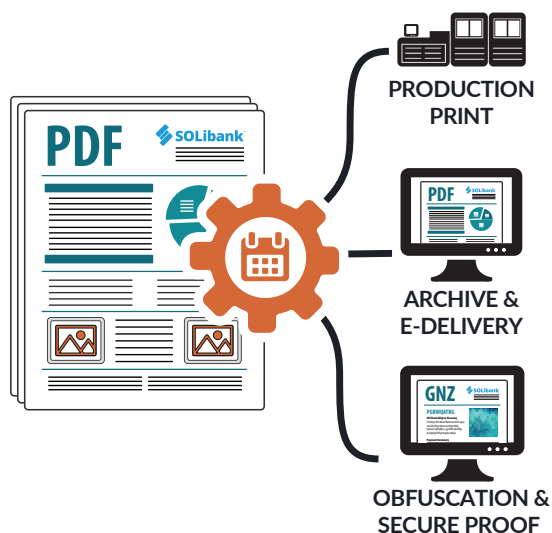 PDF
SOLibank
PRODUCTION
PRINT
PDF
SOLibank
ARCHIVE &
E-DELIVERY
GNZ
SOLibank
PGRWQATBG
OBFUSCATION &
SECURE PROOF